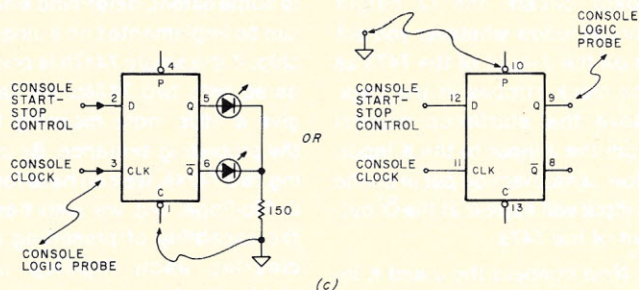 CONSOLE
START-
STOP
CONTROL
CONSOLE
CLOCK
CONSOLE
LOGIC PROBE
4
P
2
D
Q
5
3
CLK
Q̅
6
C
1
150
OR
CONSOLE
LOGIC
PROBE
CONSOLE
START-STOP
CONTROL
CONSOLE
CLOCK
10
P
12
D
Q
9
11
CLK
Q̅
8
C
13
(c)